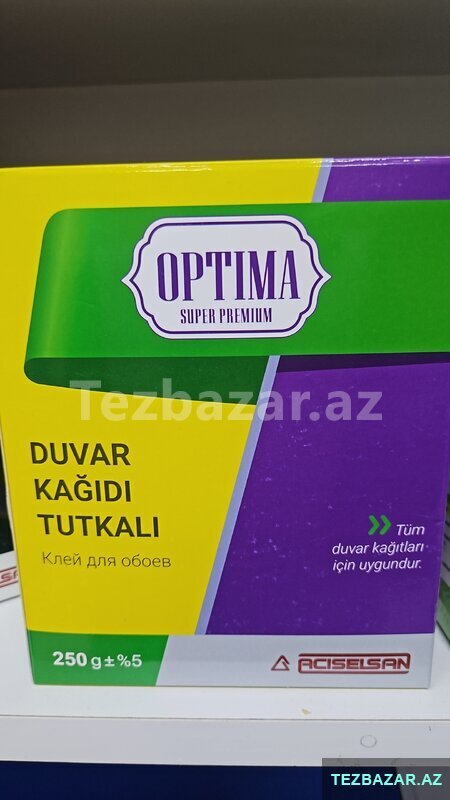 OPTIMA
SUPER PREMIUM
Tezbazar.az
DUVAR
KAĞIDI
TUTKALI
Клей для обоев
Tüm
duvar kağıtları
için uygundur.
SAN
250 g±%5
ACISELSAN
TEZBAZAR.AZ